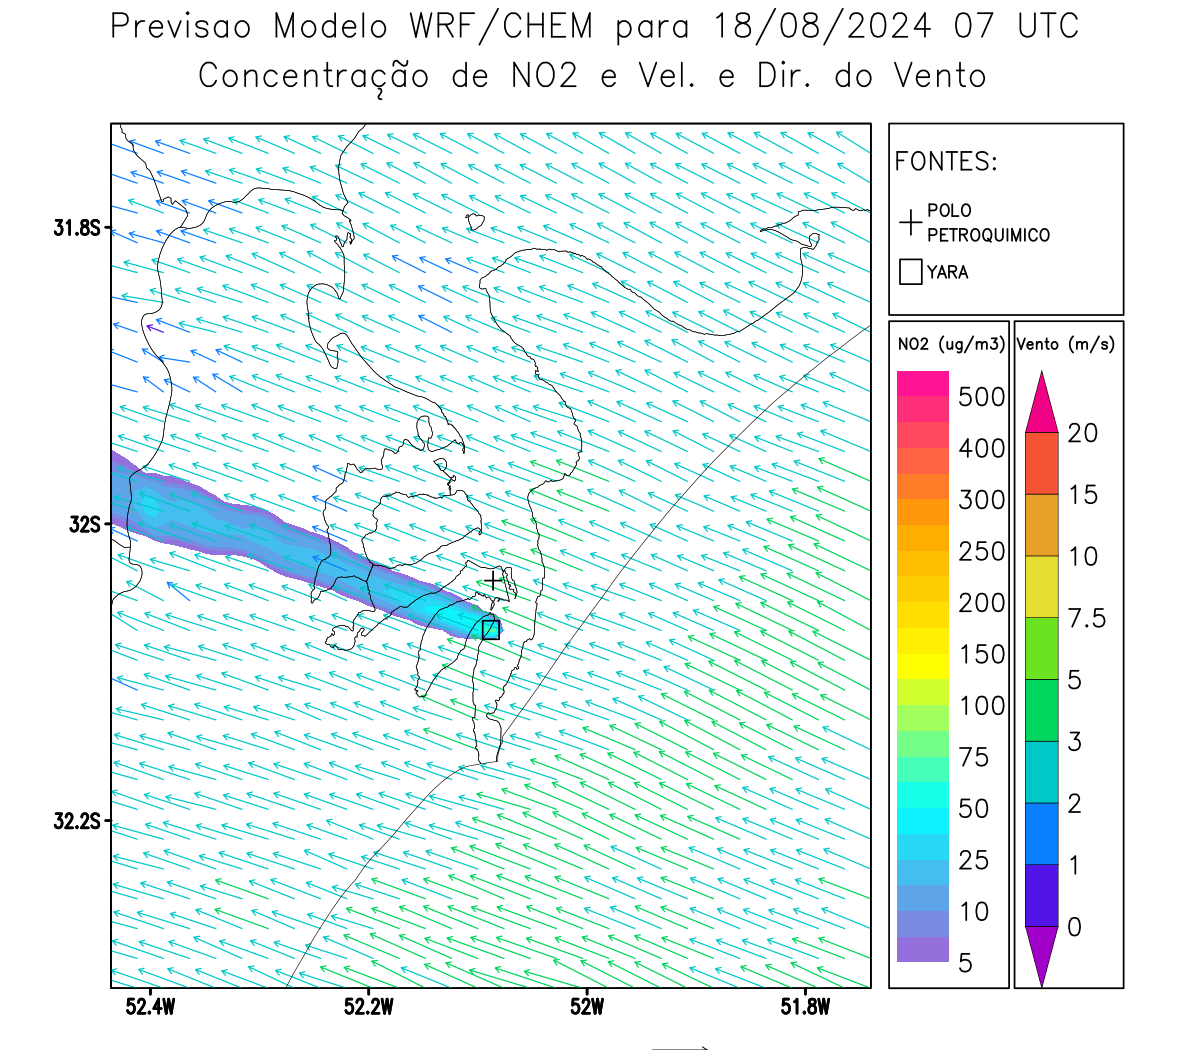 Previsao Modelo WRF/CHEM para 18/08/2024 07 UTC
Concentração de NO2 e Vel. e Dir. do Vento
FONTES:
POLO
PETROQUIMICO
YARA
NO2 (ug/m3)
500
400
300
250
200
150
100
75
50
25
10
5
Vento (m/s)
20
15
10
7.5
5
3
2
1
0
31.8S
32S
32.2S
52.4W 52.2W 52W 51.8W